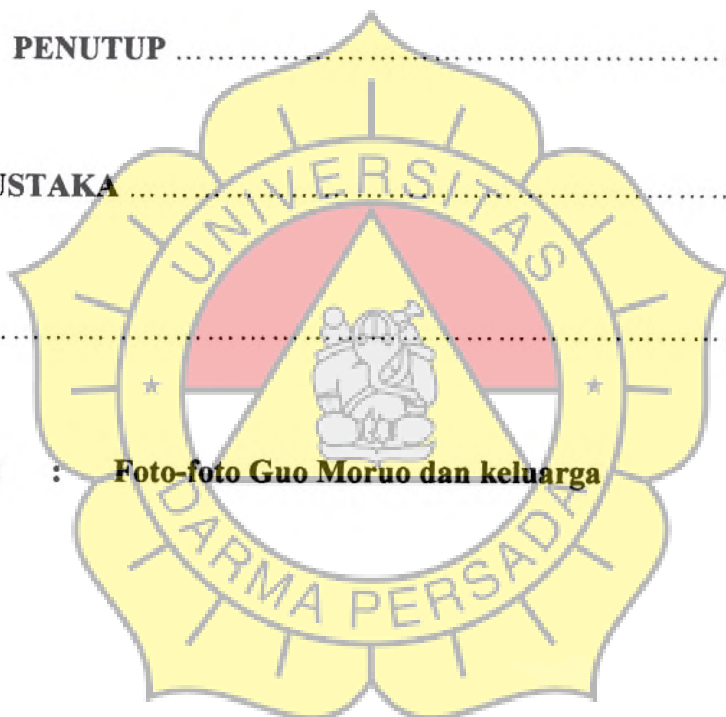 PENUTUP ........................................................
USTAKA ...........................................................
........................................................................
: Foto-foto Guo Moruo dan keluarga
UNIVERSITAS
DARMA PERSADA